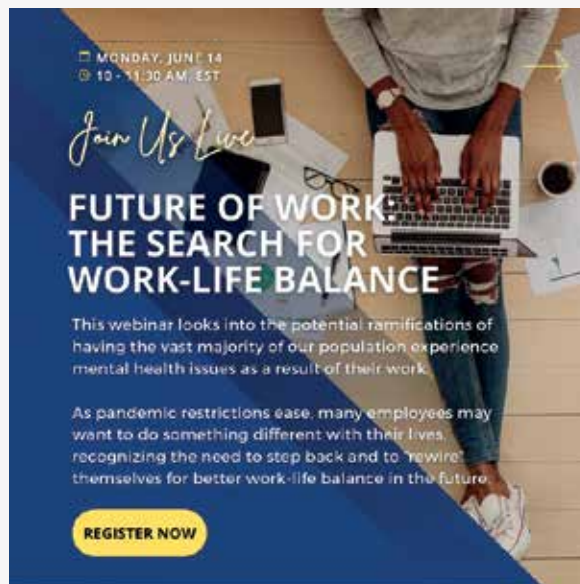 MONDAY, JUNE 14
10 - 11:30 AM, EST
Join Us Live
FUTURE OF WORK:
THE SEARCH FOR
WORK-LIFE BALANCE
This webinar looks into the potential ramifications of
having the vast majority of our population experience
mental health issues as a result of their work.
As pandemic restrictions ease, many employees may
want to do something different with their lives,
recognizing the need to step back and to "rewire"
themselves for better work-life balance in the future.
REGISTER NOW